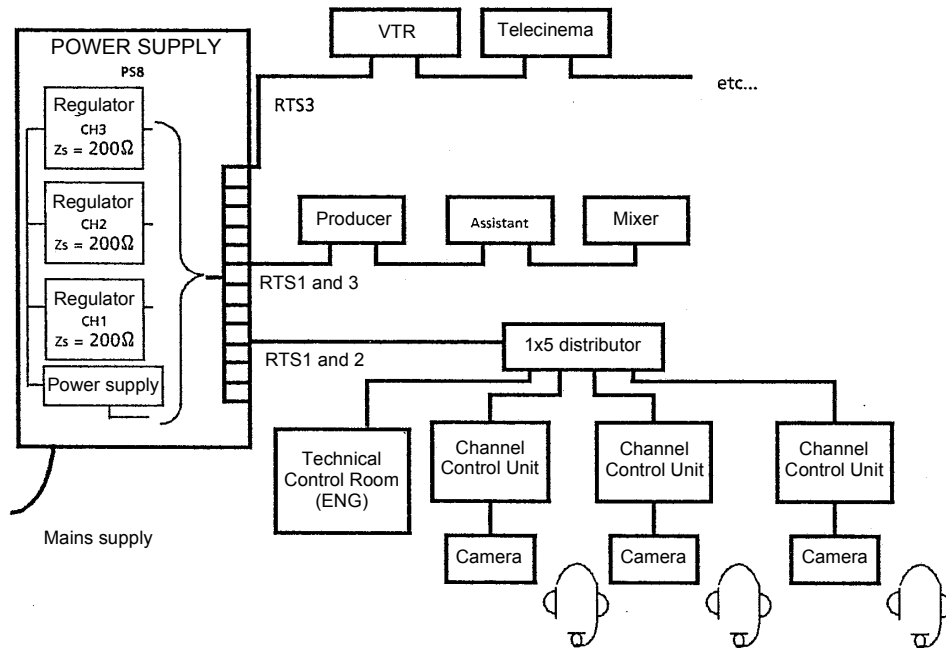 POWER SUPPLY
PS8
Regulator
CH3
Zs = 200Ω
Regulator
CH2
Zs = 200Ω
Regulator
CH1
Zs = 200Ω
Power supply
Mains supply
VTR
Telecinema
etc...
RTS3
Producer
Assistant
Mixer
RTS1 and 3
1x5 distributor
RTS1 and 2
Technical
Control Room
(ENG)
Channel
Control Unit
Channel
Control Unit
Channel
Control Unit
Camera
Camera
Camera